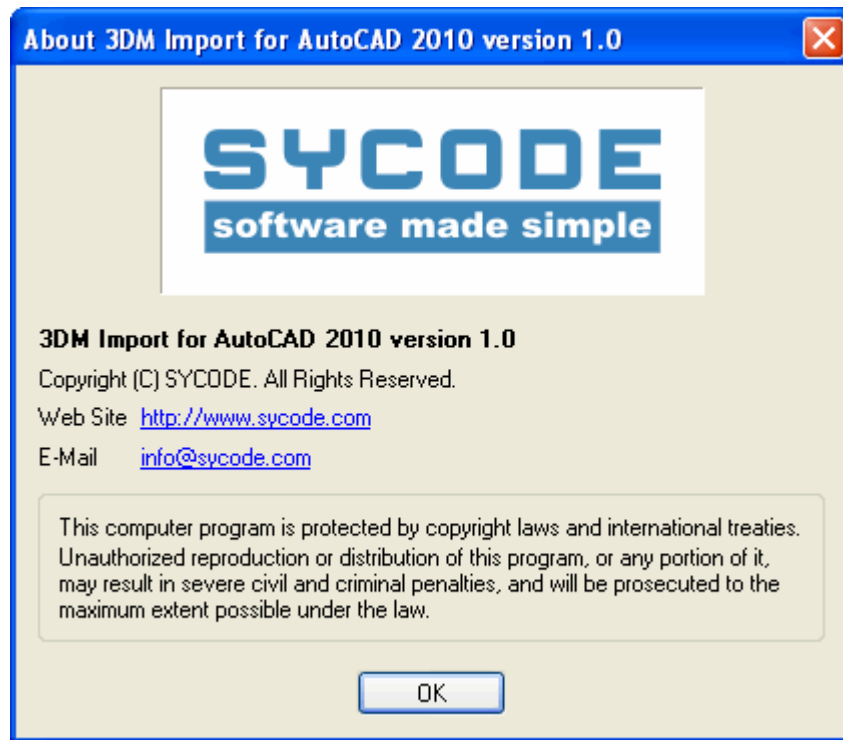 About 3DM Import for AutoCAD 2010 version 1.0
SYCODE
software made simple
3DM Import for AutoCAD 2010 version 1.0
Copyright (C) SYCODE. All Rights Reserved.
Web Site http://www.sycode.com
E-Mail info@sycode.com
This computer program is protected by copyright laws and international treaties.
Unauthorized reproduction or distribution of this program, or any portion of it,
may result in severe civil and criminal penalties, and will be prosecuted to the
maximum extent possible under the law.
OK